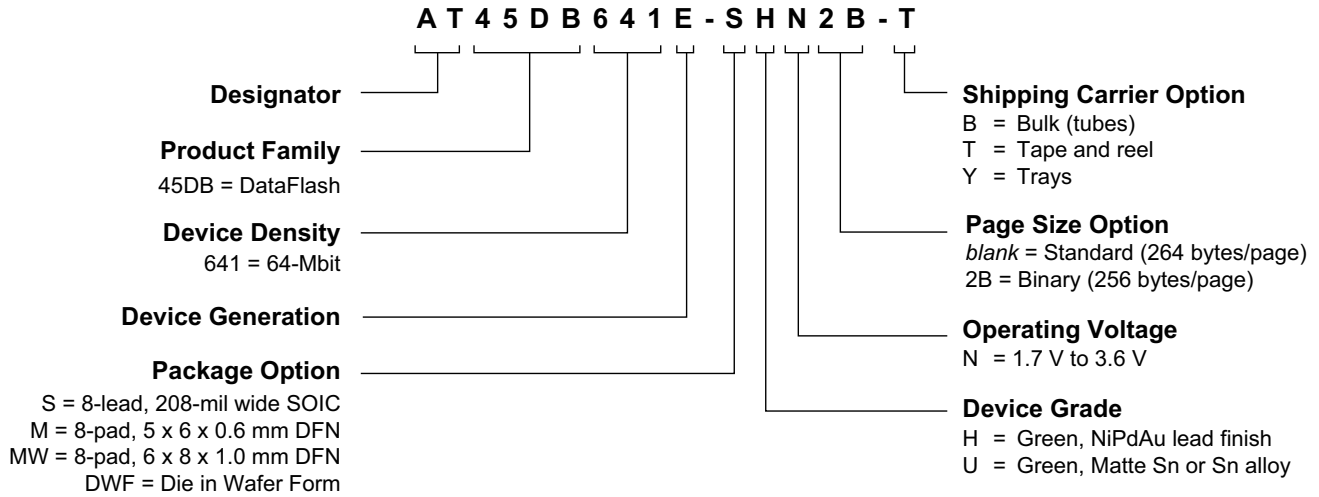 A T 4 5 D B 6 4 1 E - S H N 2 B - T
Designator
Product Family
45DB = DataFlash
Device Density
641 = 64-Mbit
Device Generation
Package Option
S = 8-lead, 208-mil wide SOIC
M = 8-pad, 5 x 6 x 0.6 mm DFN
MW = 8-pad, 6 x 8 x 1.0 mm DFN
DWF = Die in Wafer Form
Shipping Carrier Option
B = Bulk (tubes)
T = Tape and reel
Y = Trays
Page Size Option
blank = Standard (264 bytes/page)
2B = Binary (256 bytes/page)
Operating Voltage
N = 1.7 V to 3.6 V
Device Grade
H = Green, NiPdAu lead finish
U = Green, Matte Sn or Sn alloy